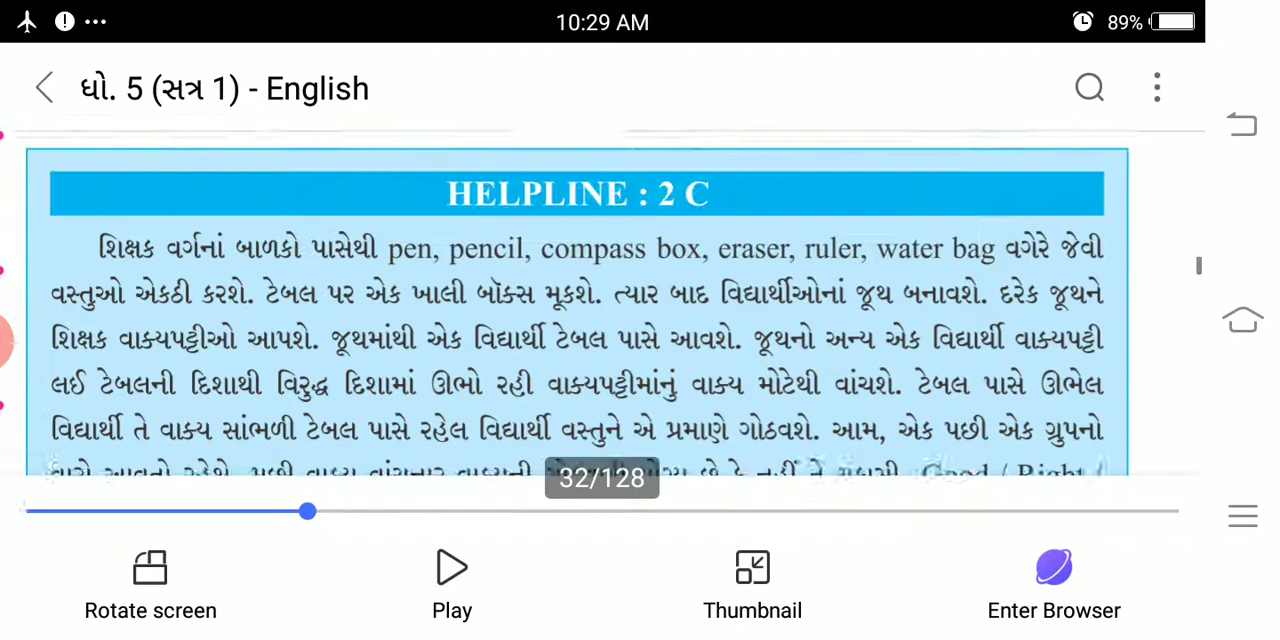 10:29 AM
89%
ધો. 5 (સત્ર 1) - English
HELPLINE : 2 C
શિક્ષક વર્ગનાં બાળકો પાસેથી pen, pencil, compass box, eraser, ruler, water bag વગેરે જેવી
વસ્તુઓ એકઠી કરશે. ટેબલ પર એક ખાલી બૉક્સ મૂકશે. ત્યાર બાદ વિદ્યાર્થીઓનાં જૂથ બનાવશે. દરેક જૂથને
શિક્ષક વાક્યપટ્ટીઓ આપશે. જૂથમાંથી એક વિદ્યાર્થી ટેબલ પાસે આવશે. જૂથનો અન્ય એક વિદ્યાર્થી વાક્યપટ્ટી
લઈ ટેબલની દિશાથી વિરુદ્ધ દિશામાં ઊભો રહી વાક્યપટ્ટીમાંનું વાક્ય મોટેથી વાંચશે. ટેબલ પાસે ઊભેલ
વિદ્યાર્થી તે વાક્ય સાંભળી ટેબલ પાસે રહેલ વિદ્યાર્થી વસ્તુને એ પ્રમાણે ગોઠવશે. આમ, એક પછી એક ગ્રુપનો
છે કે નહીં તે Good / Right /
32/128
Rotate screen
Play
Thumbnail
Enter Browser